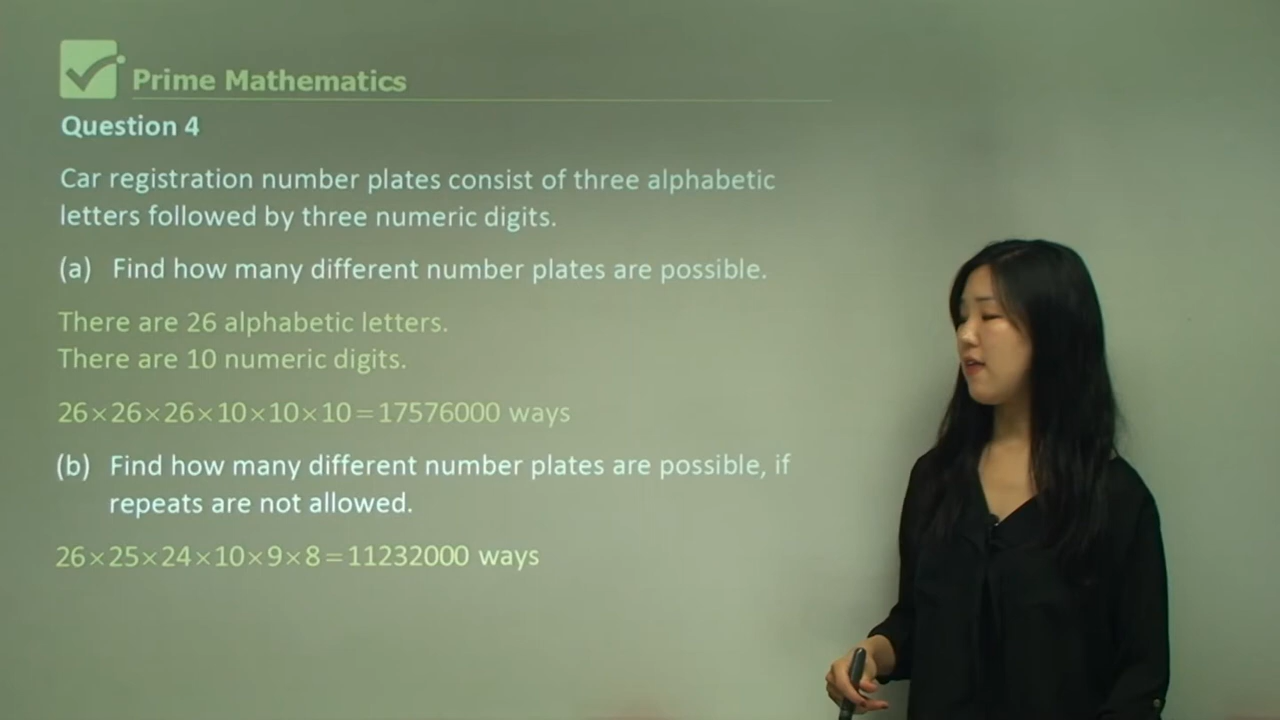 Prime Mathematics
Question 4
Car registration number plates consist of three alphabetic
letters followed by three numeric digits.
(a) Find how many different number plates are possible.
There are 26 alphabetic letters.
There are 10 numeric digits.
26×26×26×10×10×10=17576000 ways
(b) Find how many different number plates are possible, if
repeats are not allowed.
26×25×24×10×9×8=11232000 ways